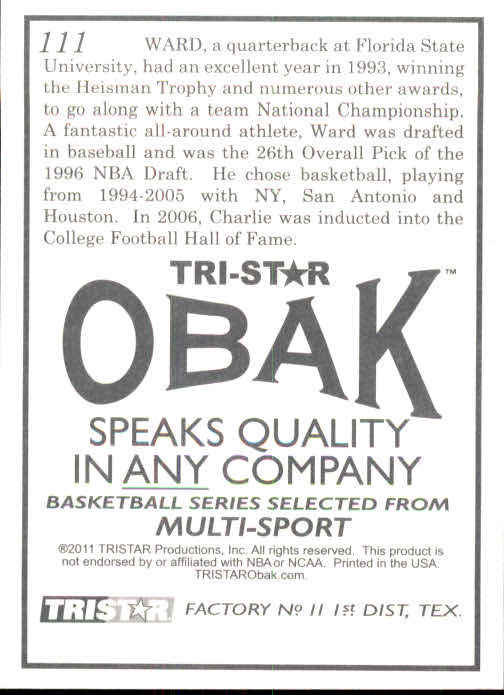 111 WARD, a quarterback at Florida State
University, had an excellent year in 1993, winning
the Heisman Trophy and numerous other awards,
to go along with a team National Championship.
A fantastic all-around athlete, Ward was drafted
in baseball and was the 26th Overall Pick of the
1996 NBA Draft. He chose basketball, playing
from 1994-2005 with NY, San Antonio and
Houston. In 2006, Charlie was inducted into the
College Football Hall of Fame.
TRI-ST★R
OBAK™
SPEAKS QUALITY
IN ANY COMPANY
BASKETBALL SERIES SELECTED FROM
MULTI-SPORT
©2011 TRISTAR Productions, Inc. All rights reserved. This product is
not endorsed by or affiliated with NBA or NCAA. Printed in the USA.
TRISTARObak.com.
TRIST★R FACTORY Nº 11 1st DIST, TEX.